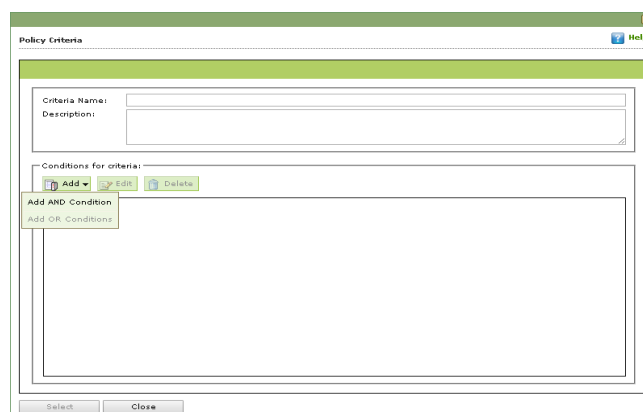 Policy Criteria
Hel
Criteria Name:
Description:
Conditions for criteria:
Add Edit Delete
Add AND Condition
Add OR Conditions
Select Close